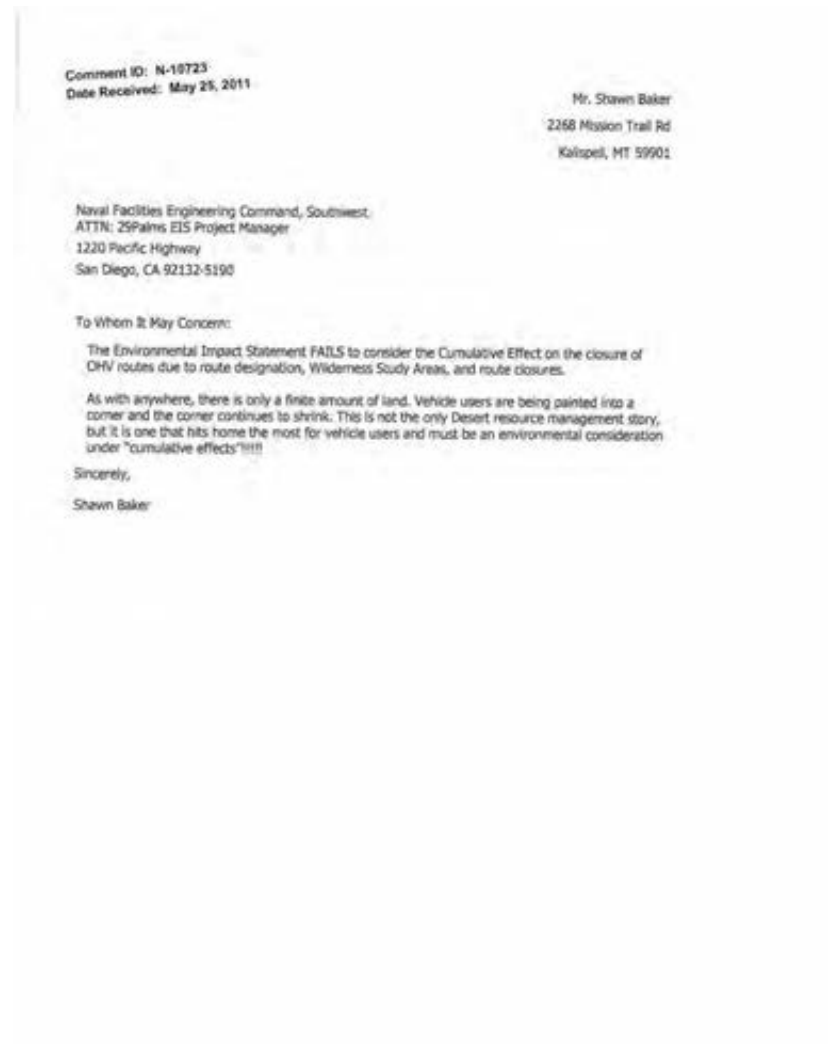 Comment ID: N-10723
Date Received: May 25, 2011
Mr. Shawn Baker
2268 Mission Trail Rd
Kalispell, MT 59901
Naval Facilities Engineering Command, Southwest
ATTN: 29Palms EIS Project Manager
1220 Pacific Highway
San Diego, CA 92132-5190
To Whom It May Concern:
The Environmental Impact Statement FAILS to consider the Cumulative Effect on the closure of
OHV routes due to route designation, Wilderness Study Areas, and route closures.
As with anywhere, there is only a finite amount of land. Vehicle users are being painted into a
corner and the corner continues to shrink. This is not the only Desert resource management story,
but it is one that hits home the most for vehicle users and must be an environmental consideration
under "cumulative effects"!!!!!
Sincerely,
Shawn Baker